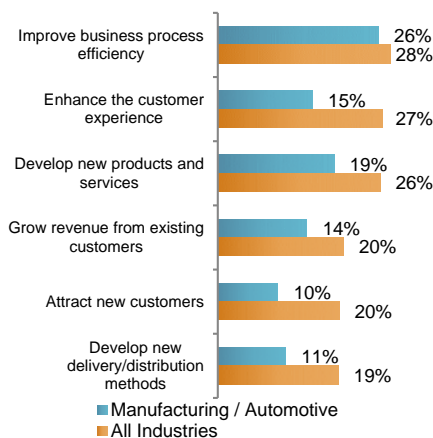 Improve business process
efficiency
26%
28%
Enhance the customer
experience
15%
27%
Develop new products and
services
19%
26%
Grow revenue from existing
customers
14%
20%
Attract new customers
10%
20%
Develop new
delivery/distribution
methods
11%
19%
Manufacturing / Automotive
All Industries